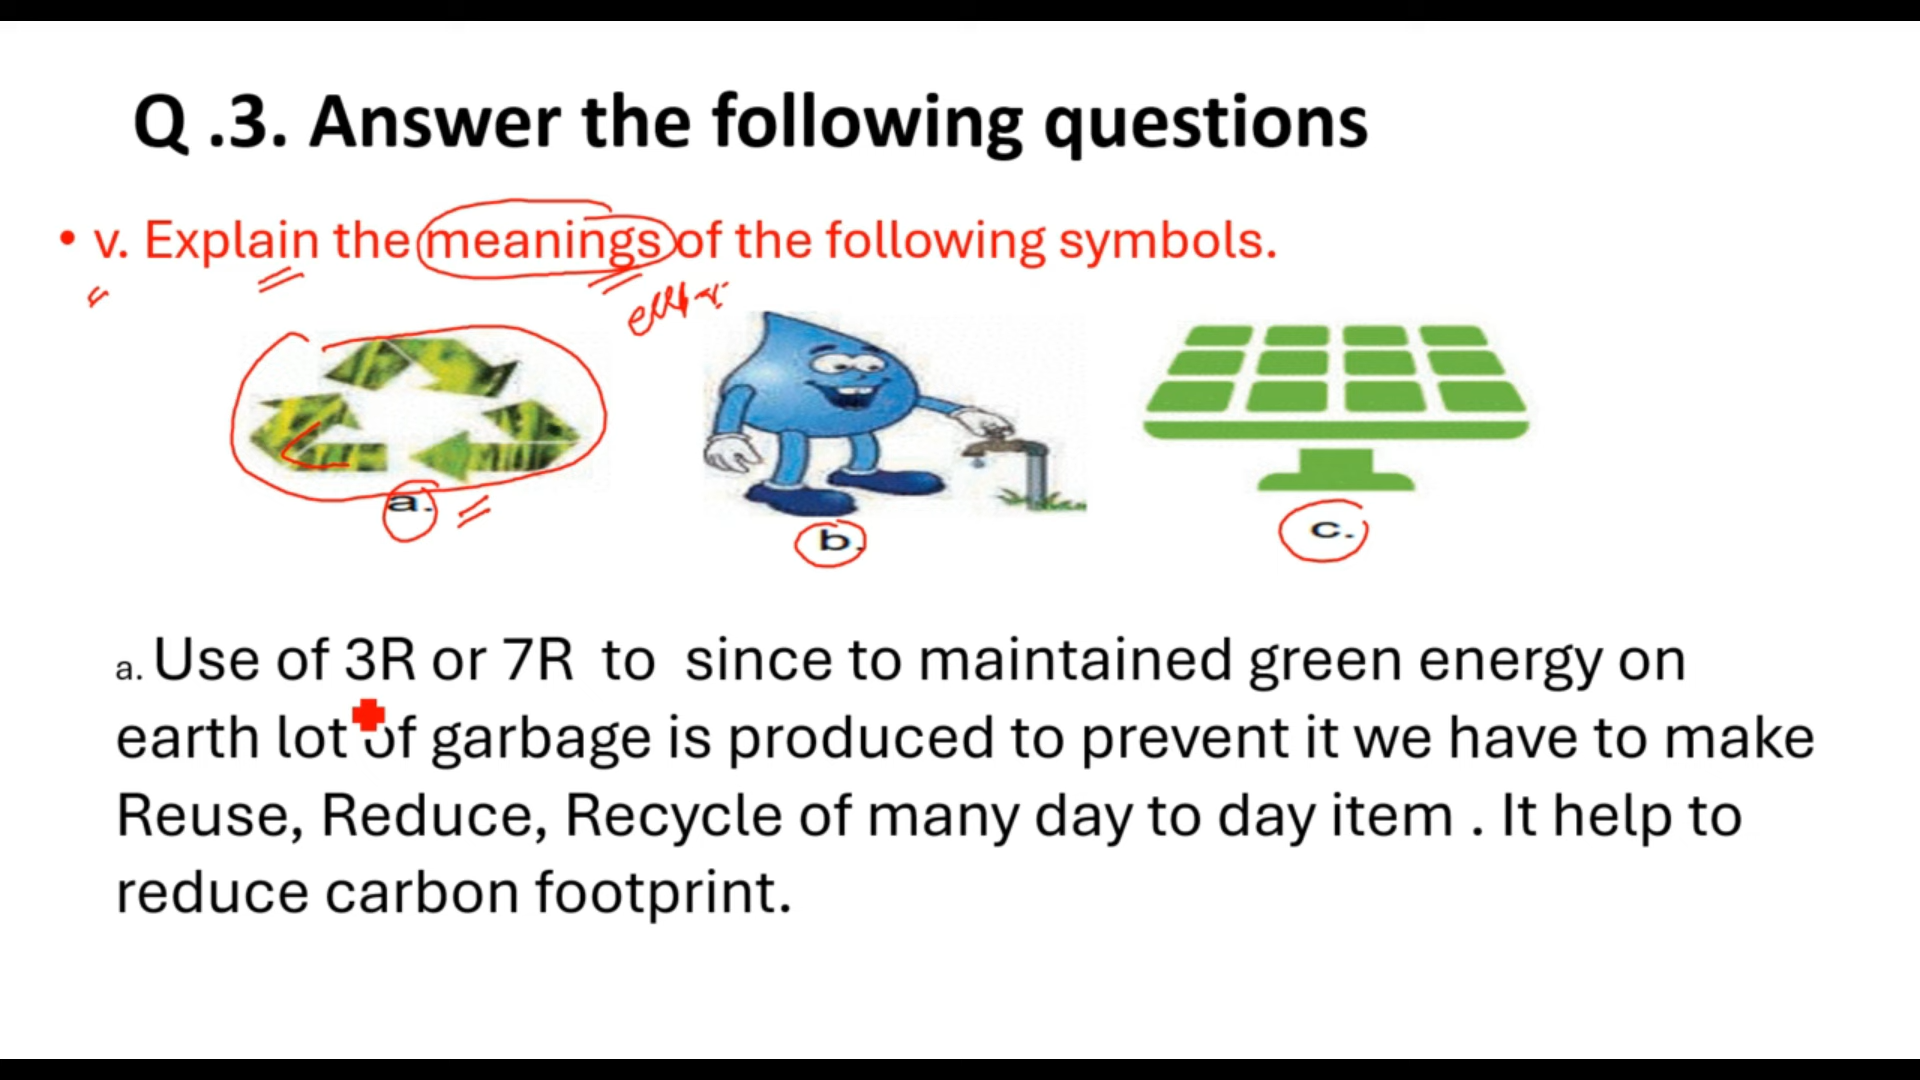 Q .3. Answer the following questions
• v. Explain the meanings of the following symbols.
a.
b.
c.
a. Use of 3R or 7R to since to maintained green energy on
earth lot of garbage is produced to prevent it we have to make
Reuse, Reduce, Recycle of many day to day item . It help to
reduce carbon footprint.